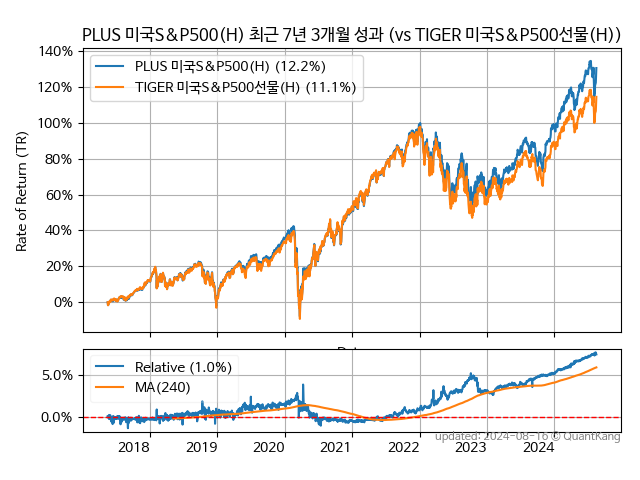 PLUS 미국S&P500(H) 최근 7년 3개월 성과 (vs TIGER 미국S&P500선물(H))
140%
120%
100%
80%
60%
40%
20%
0%
Rate of Return (TR)
PLUS 미국S&P500(H) (12.2%)
TIGER 미국S&P500선물(H) (11.1%)
5.0%
0.0%
Relative (1.0%)
MA(240)
2018 2019 2020 2021 2022 2023 2024
updated: 2024-08-16 © QuantKang